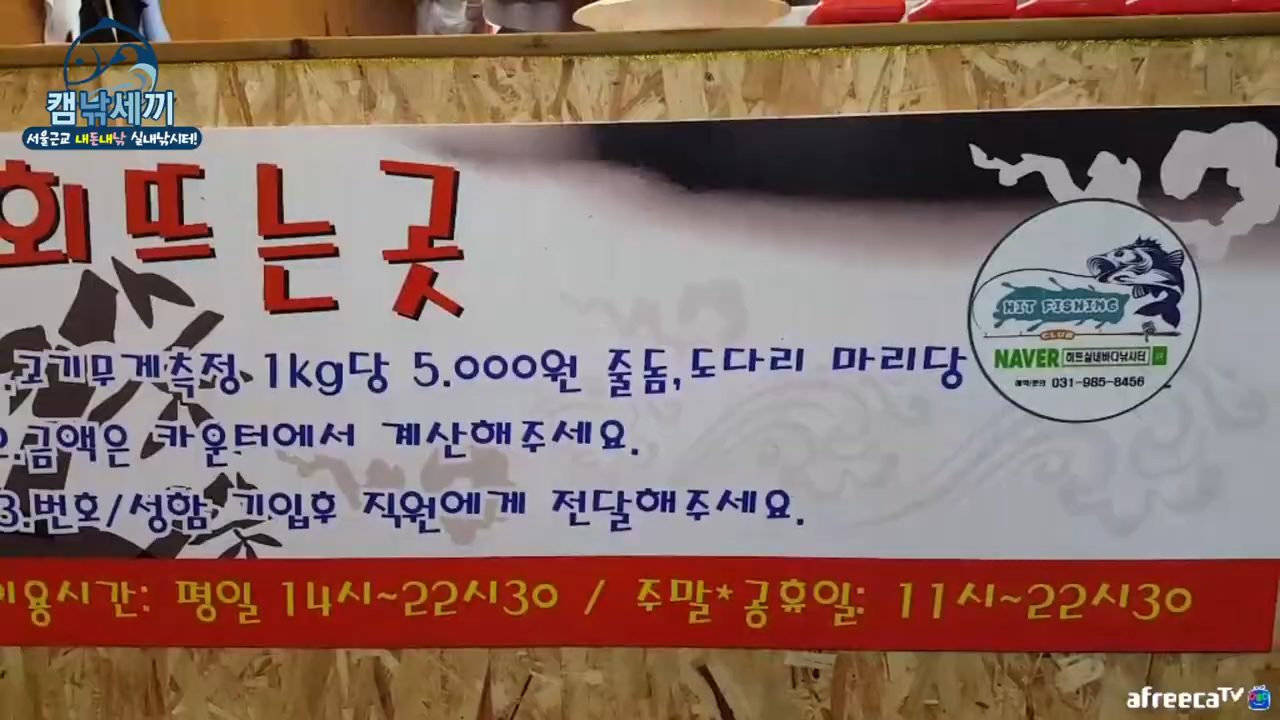 캠낚세끼
서울근교 내돈내낚 실내낚시터!
회 뜨는 곳
.고기무게측정 1kg당 5.000원 줄돔,도다리 마리당
2.금액은 카운터에서 계산해주세요.
3.번호/성함 기입후 직원에게 전달해주세요.
이용시간: 평일 14시~22시30 / 주말*공휴일: 11시~22시30
HIT FISHING
CLUB
NAVER 히트실내바다낚시터
예약/문의 031-985-8456
afreecaTV